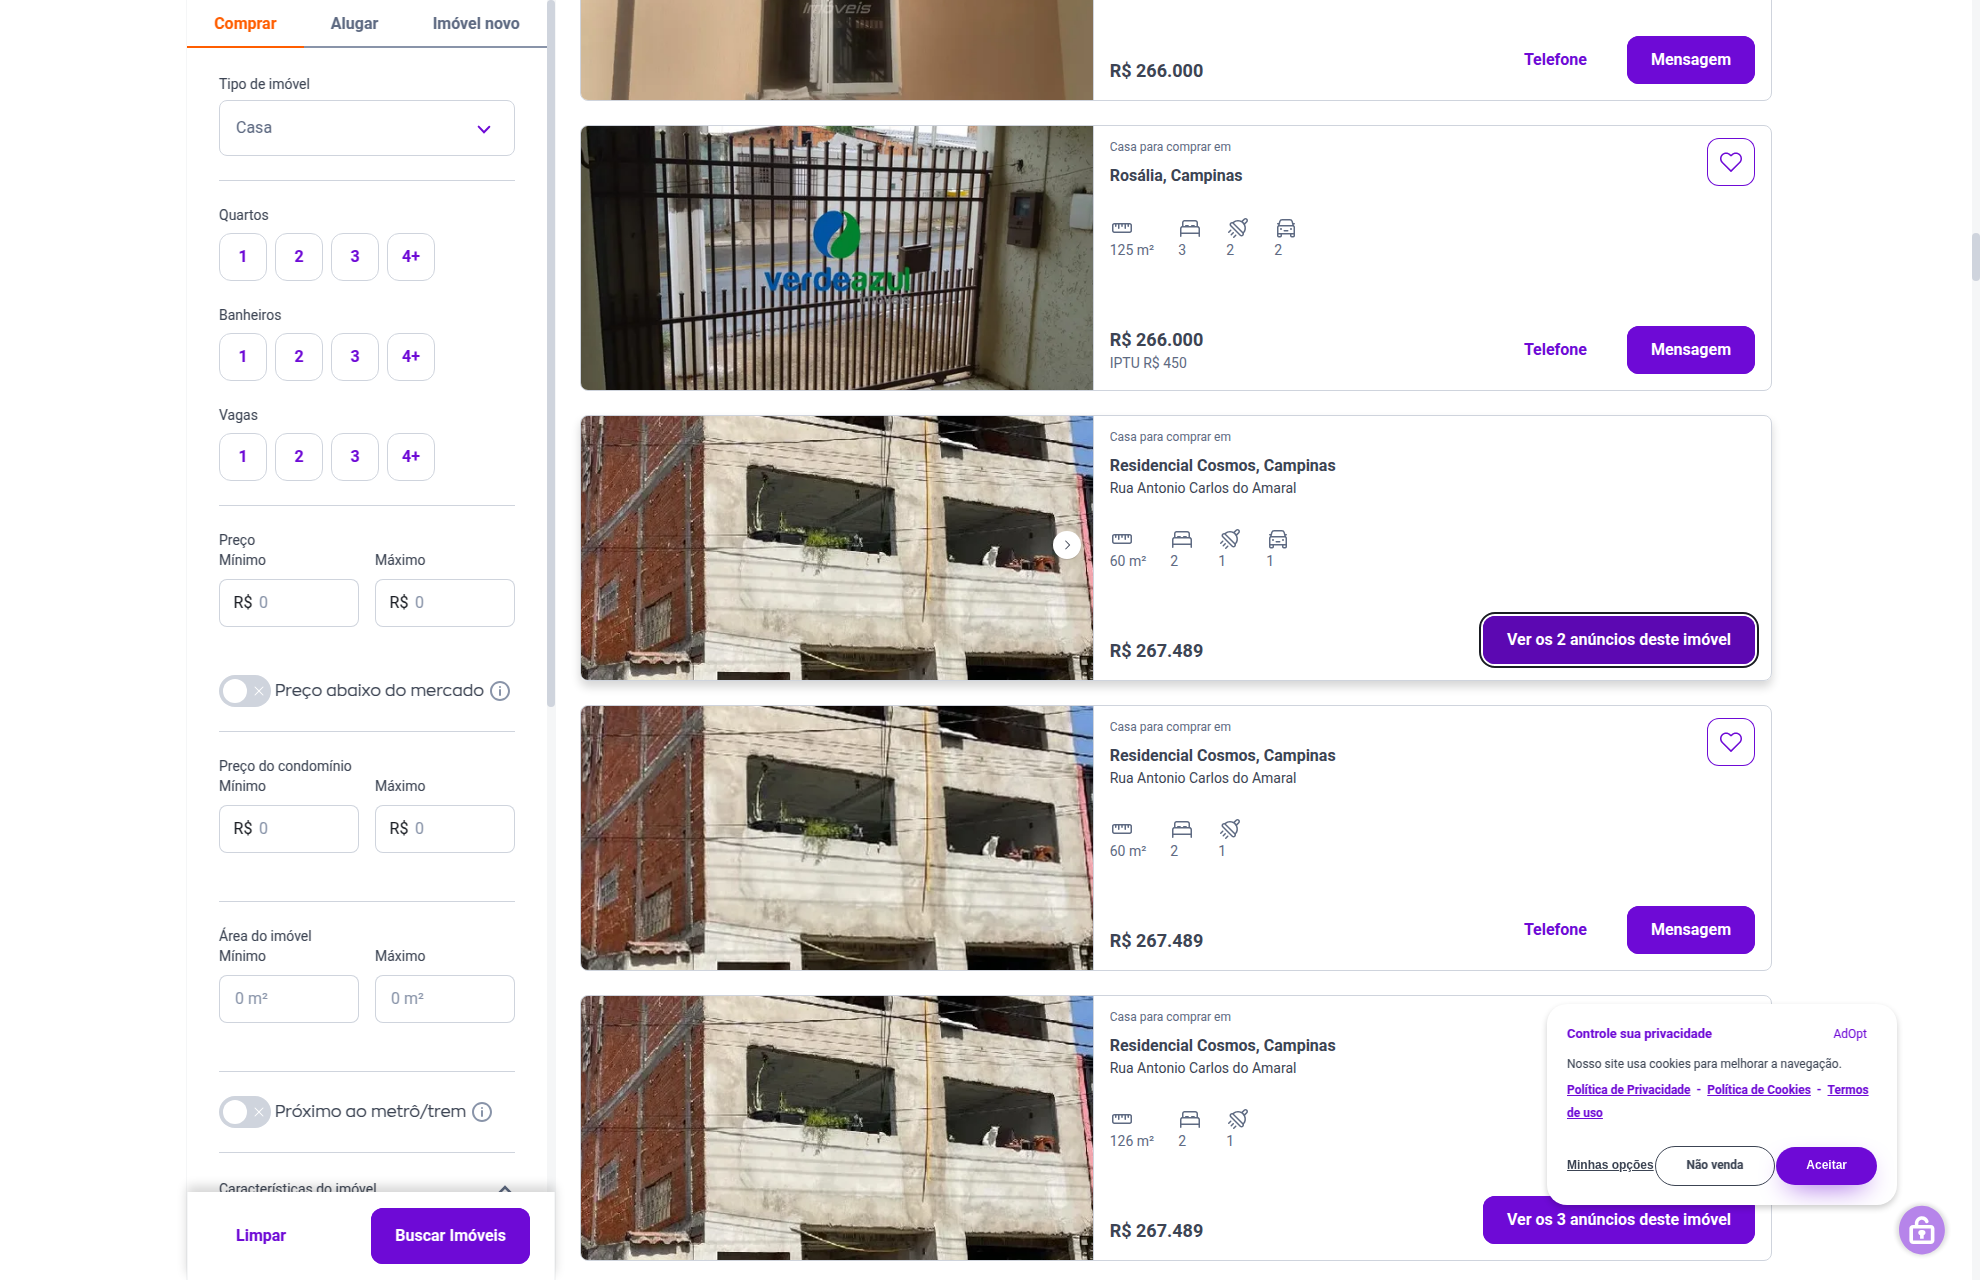 Comprar
Alugar
Imóvel novo
Tipo de imóvel
Casa
Quartos
1
2
3
4+
Banheiros
1
2
3
4+
Vagas
1
2
3
4+
Preço
Mínimo
Máximo
R$ 0
R$ 0
Preço abaixo do mercado
Preço do condomínio
Mínimo
Máximo
R$ 0
R$ 0
Área do imóvel
Mínimo
Máximo
0 m²
0 m²
Próximo ao metrô/trem
Características do imóvel
Limpar
Buscar Imóveis
Imóveis
R$ 266.000
Telefone
Mensagem
verdeazul
imóveis
Casa para comprar em
Rosália, Campinas
125 m²
3
2
2
R$ 266.000
IPTU R$ 450
Telefone
Mensagem
Casa para comprar em
Residencial Cosmos, Campinas
Rua Antonio Carlos do Amaral
60 m²
2
1
1
R$ 267.489
Ver os 2 anúncios deste imóvel
Casa para comprar em
Residencial Cosmos, Campinas
Rua Antonio Carlos do Amaral
60 m²
2
1
R$ 267.489
Telefone
Mensagem
Casa para comprar em
Residencial Cosmos, Campinas
Rua Antonio Carlos do Amaral
126 m²
2
1
R$ 267.489
Ver os 3 anúncios deste imóvel
Controle sua privacidade
AdOpt
Nosso site usa cookies para melhorar a navegação.
Política de Privacidade - Política de Cookies - Termos
de uso
Minhas opções
Não venda
Aceitar